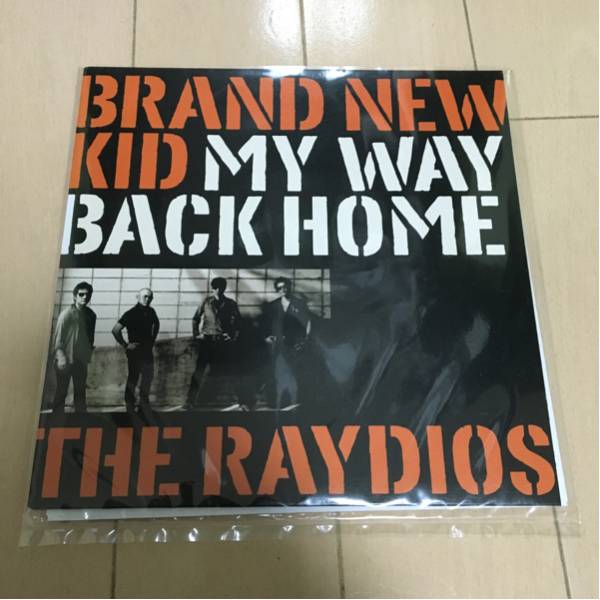 BRAND NEW
KID MY WAY
BACK HOME
THE RAYDIOS